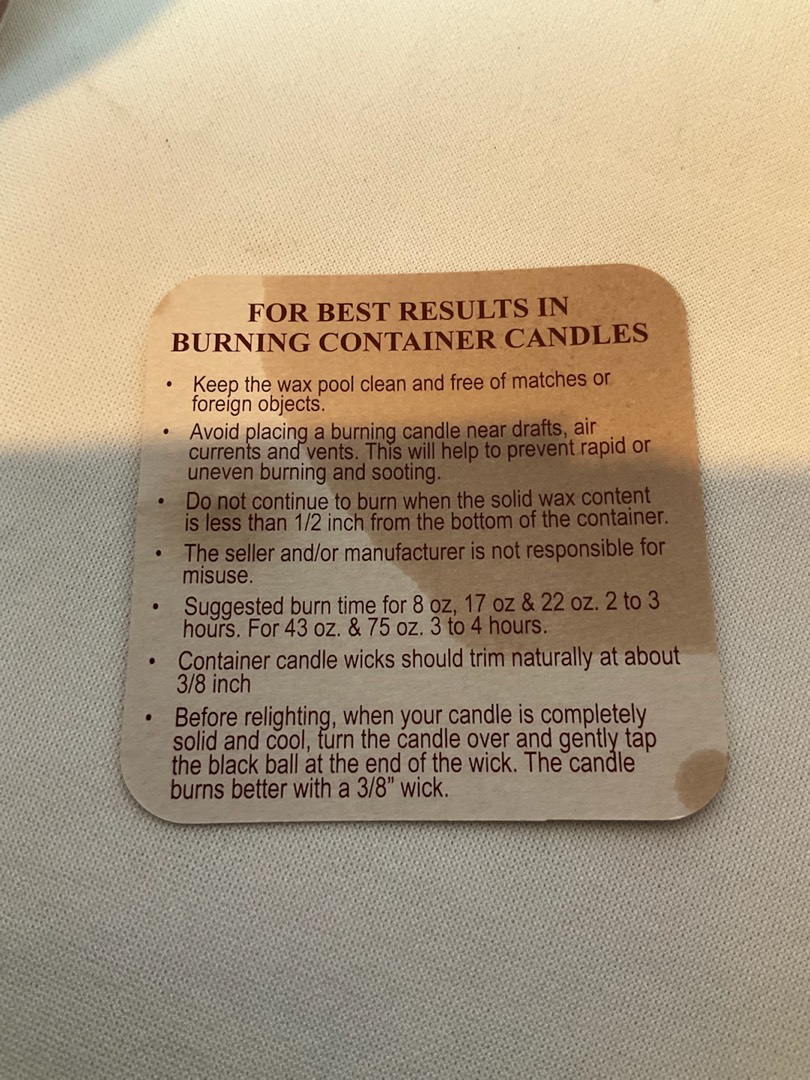 FOR BEST RESULTS IN
BURNING CONTAINER CANDLES
• Keep the wax pool clean and free of matches or
foreign objects.
• Avoid placing a burning candle near drafts, air
currents and vents. This will help to prevent rapid or
uneven burning and sooting.
• Do not continue to burn when the solid wax content
is less than 1/2 inch from the bottom of the container.
• The seller and/or manufacturer is not responsible for
misuse.
• Suggested burn time for 8 oz, 17 oz & 22 oz. 2 to 3
hours. For 43 oz. & 75 oz. 3 to 4 hours.
• Container candle wicks should trim naturally at about
3/8 inch
• Before relighting, when your candle is completely
solid and cool, turn the candle over and gently tap
the black ball at the end of the wick. The candle
burns better with a 3/8” wick.